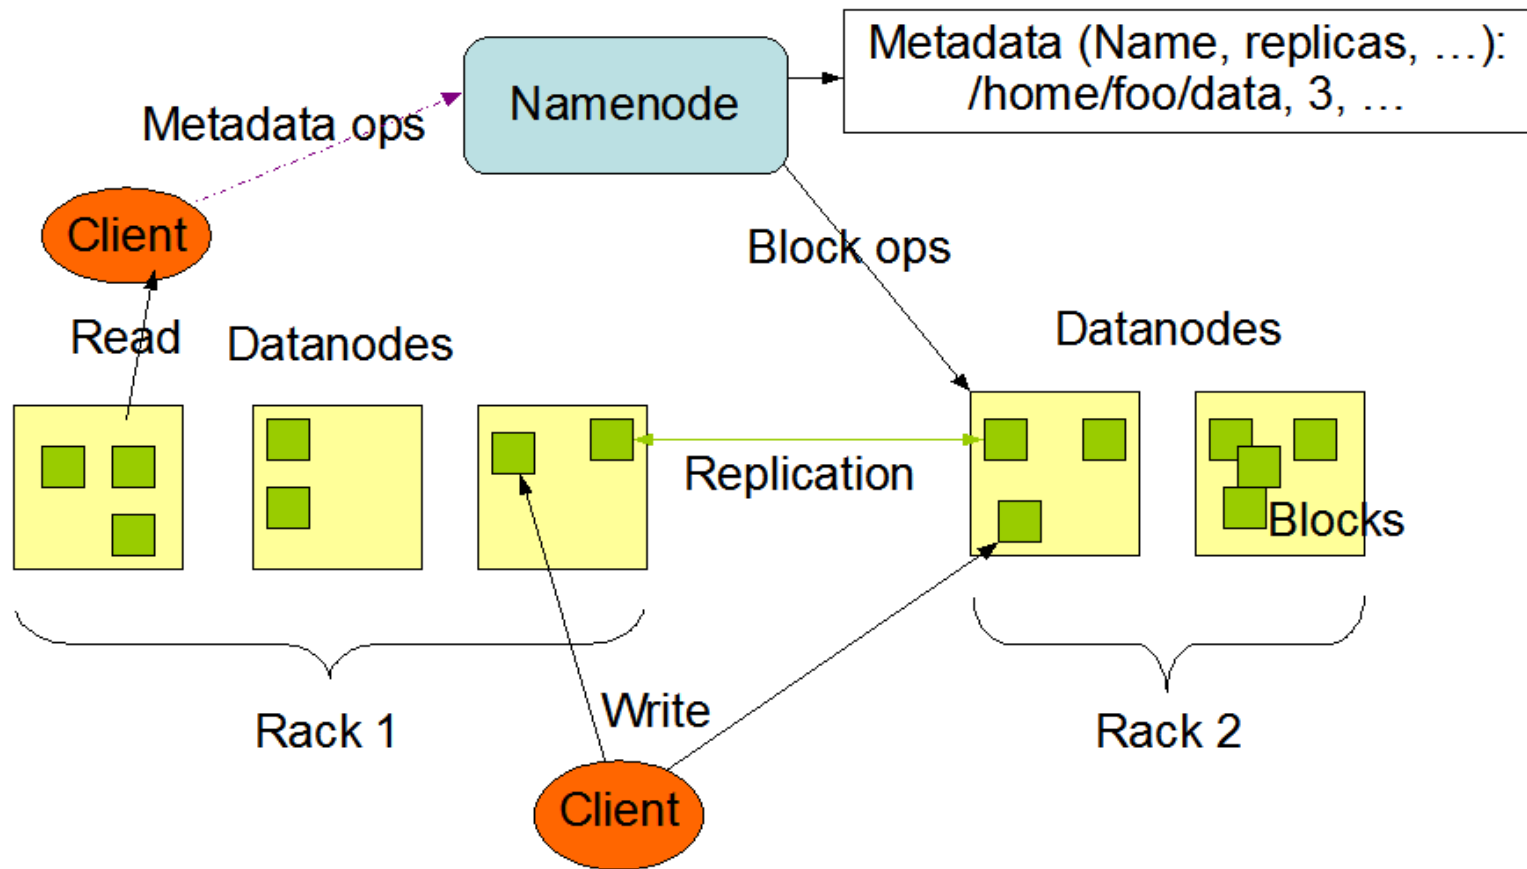 Metadata (Name, replicas, …):
/home/foo/data, 3, …
Namenode
Metadata ops
Client
Block ops
Read
Datanodes
Datanodes
Replication
Blocks
Rack 1
Write
Rack 2
Client